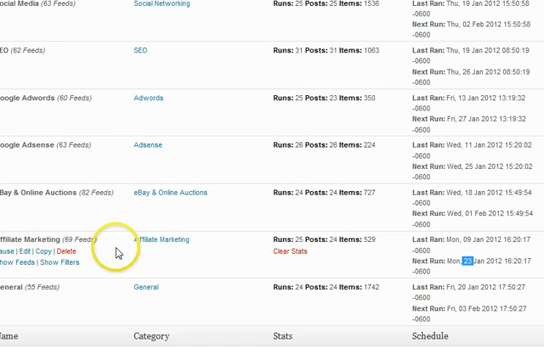 ocial Media (63 Feeds) Social Networking Runs: 25 Posts: 25 Items: 1536 Last Ran: Thu, 19 Jan 2012 15:50:58
-0600
Next Run: Thu, 02 Feb 2012 15:50:58
-0600
EO (62 Feeds) SEO Runs: 31 Posts: 31 Items: 1063 Last Ran: Thu, 19 Jan 2012 08:50:19
-0600
Next Run: Thu, 26 Jan 2012 08:50:19
-0600
oogle Adwords (60 Feeds) Adwords Runs: 25 Posts: 23 Items: 350 Last Ran: Fri, 13 Jan 2012 13:19:32
-0600
Next Run: Fri, 27 Jan 2012 13:19:32
-0600
oogle Adsense (63 Feeds) Adsense Runs: 26 Posts: 26 Items: 224 Last Ran: Wed, 11 Jan 2012 15:20:02
-0600
Next Run: Wed, 25 Jan 2012 15:20:02
-0600
Bay & Online Auctions (82 Feeds) eBay & Online Auctions Runs: 24 Posts: 24 Items: 727 Last Ran: Wed, 18 Jan 2012 15:49:54
-0600
Next Run: Wed, 01 Feb 2012 15:49:54
-0600
ffiliate Marketing (69 Feeds) Affiliate Marketing Runs: 25 Posts: 24 Items: 529 Last Ran: Mon, 09 Jan 2012 16:20:17
ause | Edit | Copy | Delete Clear Stats -0600
how Feeds | Show Filters Next Run: Mon, 23 Jan 2012 16:20:17
-0600
eneral (55 Feeds) General Runs: 24 Posts: 24 Items: 1742 Last Ran: Fri, 20 Jan 2012 17:50:27
-0600
Next Run: Fri, 03 Feb 2012 17:50:27
-0600
Name Category Stats Schedule